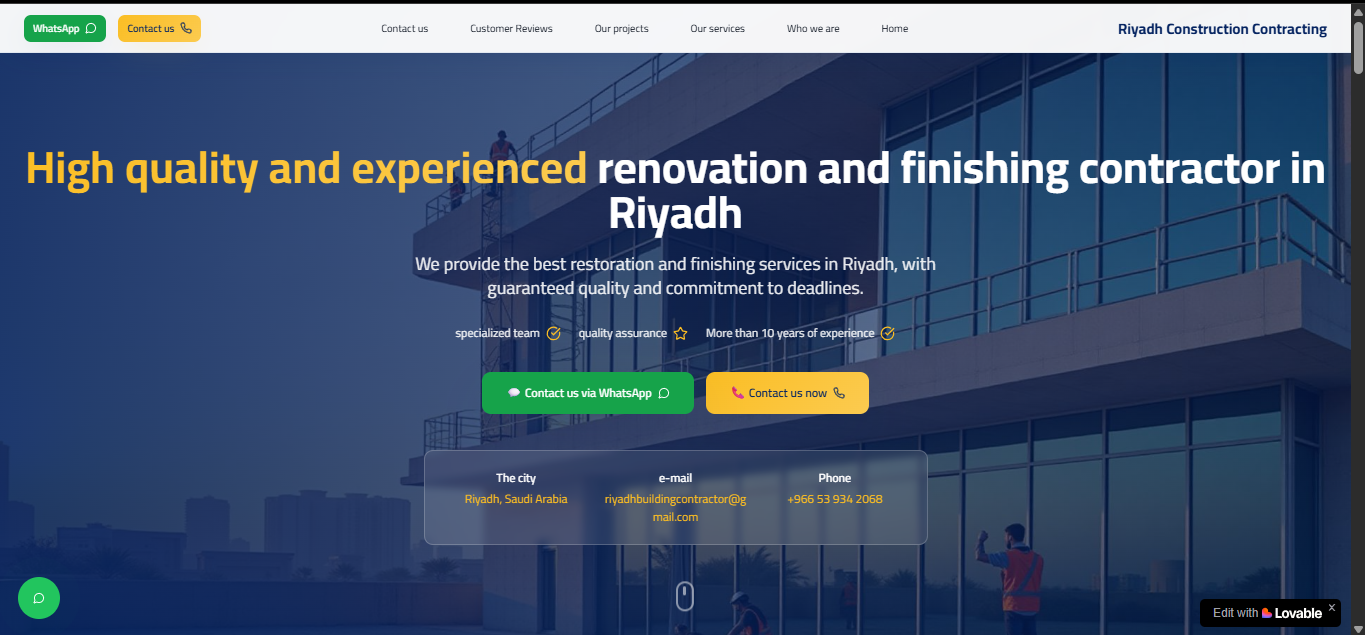 WhatsApp
Contact us
Contact us
Customer Reviews
Our projects
Our services
Who we are
Home
Riyadh Construction Contracting
High quality and experienced renovation and finishing contractor in
Riyadh
We provide the best restoration and finishing services in Riyadh, with
guaranteed quality and commitment to deadlines.
specialized team
quality assurance
More than 10 years of experience
Contact us via WhatsApp
Contact us now
The city
Riyadh, Saudi Arabia
e-mail
riyadhbuildingcontractor@g
mail.com
Phone
+966 53 934 2068
Edit with Lovable